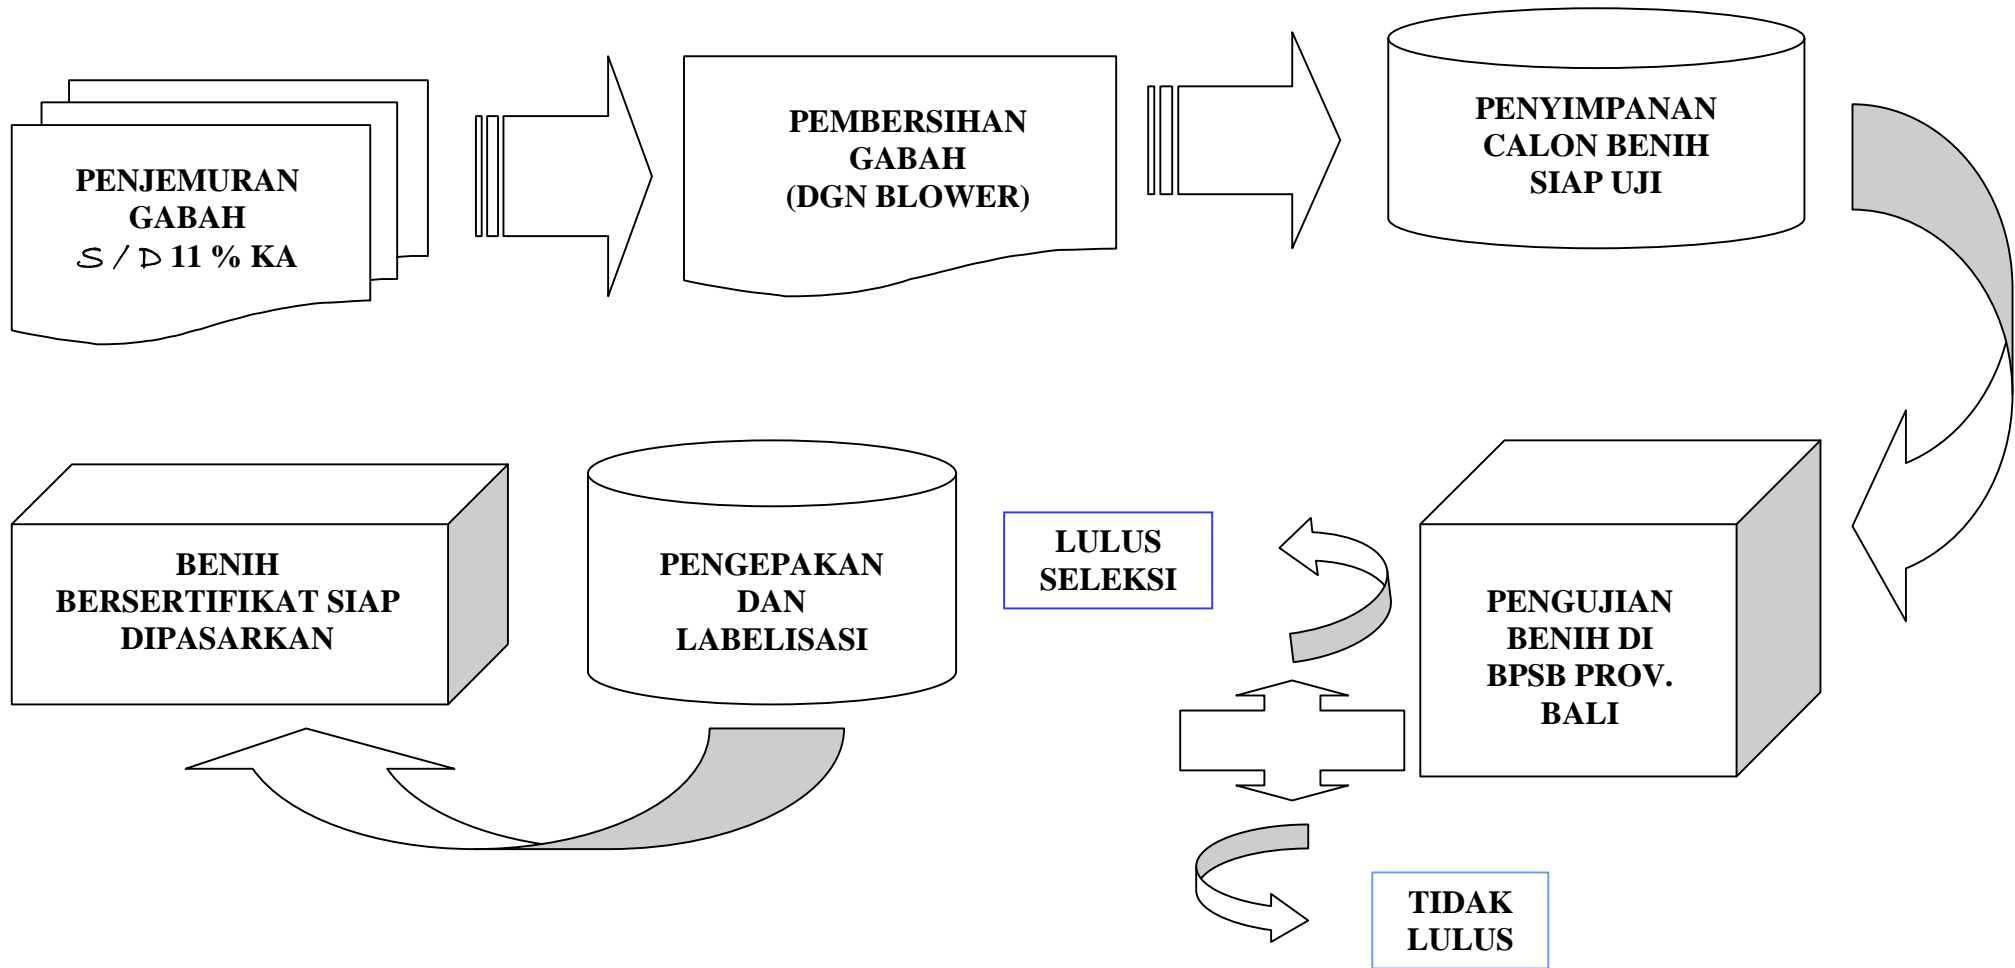 PENJEMURAN
GABAH
S / D 11 % KA
PEMBERSIHAN
GABAH
(DGN BLOWER)
PENYIMPANAN
CALON BENIH
SIAP UJI
BENIH
BERSERTIFIKAT SIAP
DIPASARKAN
PENGEPAKAN
DAN
LABELISASI
LULUS
SELEKSI
PENGUJIAN
BENIH DI
BPSB PROV.
BALI
TIDAK
LULUS